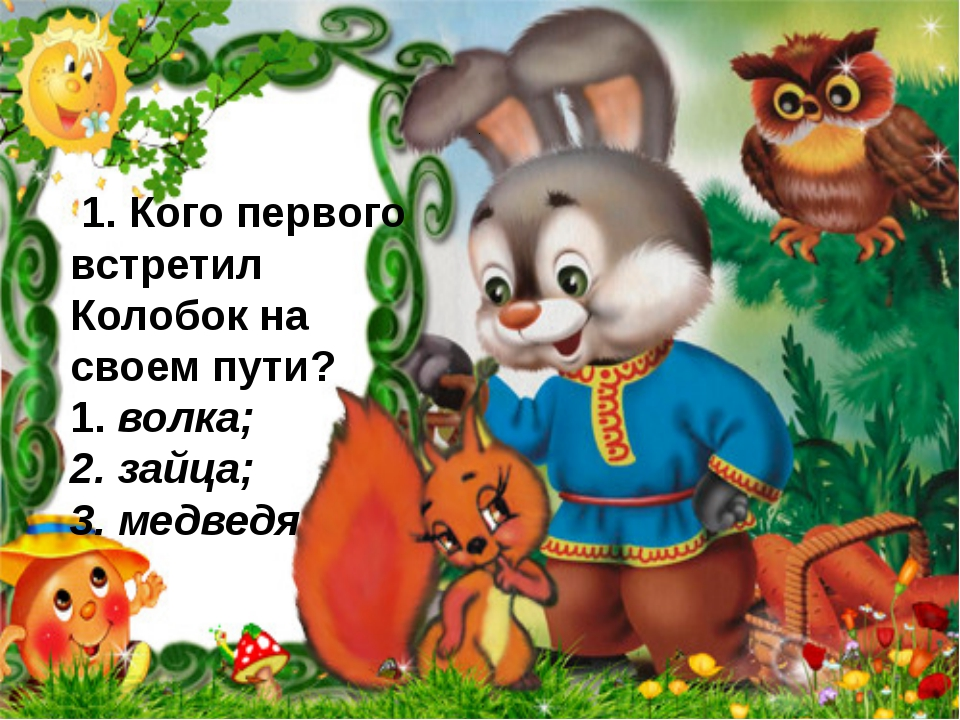 1. Кого первого
встретил
Колобок на
своем пути?
1. волка;
2. зайца;
3. медведя